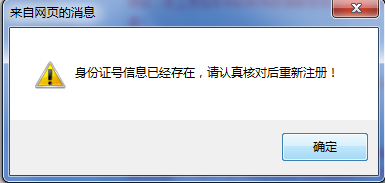 来自网页的消息
身份证号信息已经存在，请认真核对后重新注册！
确定